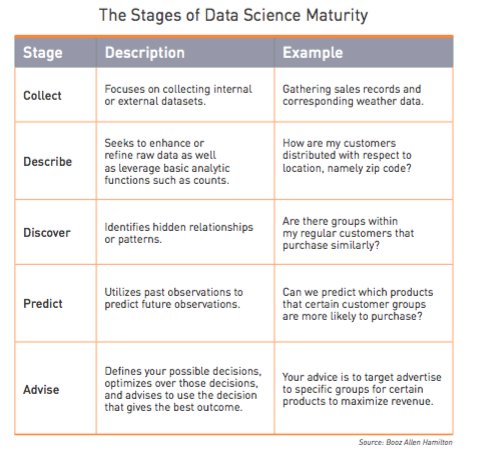 The Stages of Data Science Maturity
Stage
Description
Example
Collect
Focuses on collecting internal
or external datasets.
Gathering sales records and
corresponding weather data.
Describe
Seeks to enhance or
refine raw data as well
as leverage basic analytic
functions such as counts.
How are my customers
distributed with respect to
location, namely zip code?
Discover
Identifies hidden relationships
or patterns.
Are there groups within
my regular customers that
purchase similarly?
Predict
Utilizes past observations to
predict future observations.
Can we predict which products
that certain customer groups
are more likely to purchase?
Advise
Defines your possible decisions,
optimizes over those decisions,
and advises to use the decision
that gives the best outcome.
Your advice is to target advertise
to specific groups for certain
products to maximize revenue.
Source: Booz Allen Hamilton